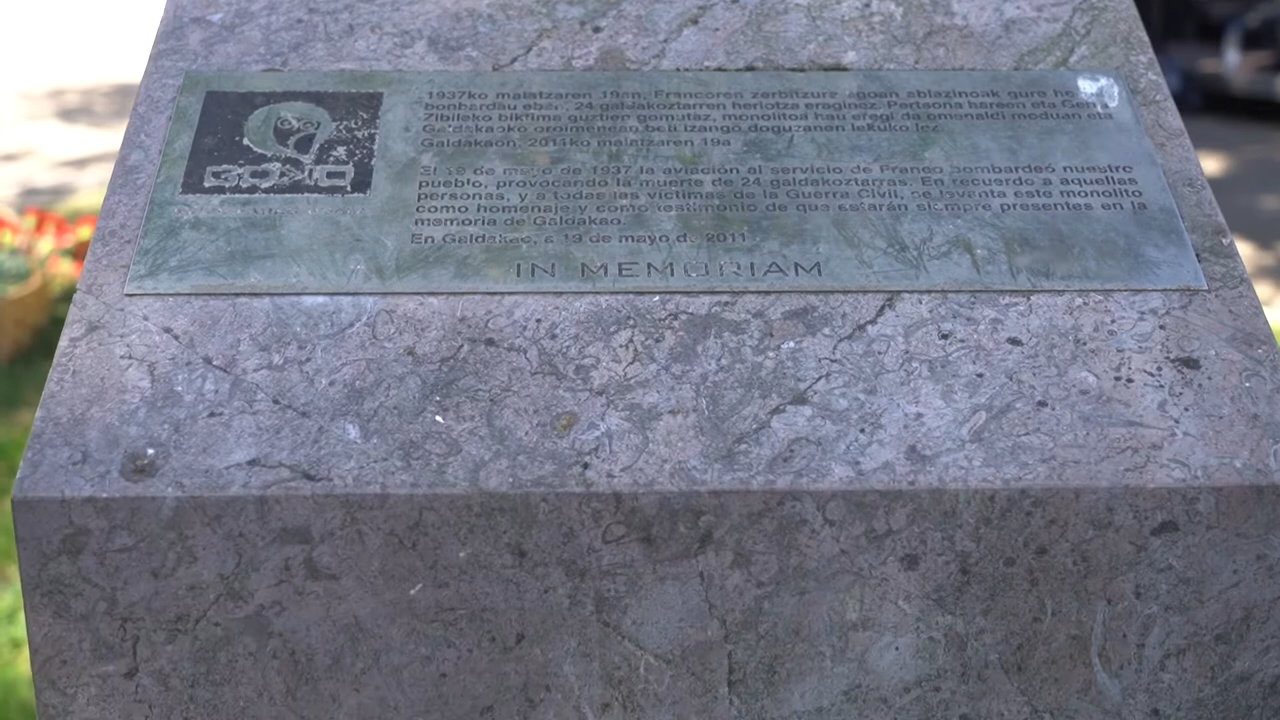 GOGO
1937ko maiatzaren 19an, Francoren zerbitzura egoan abiazinoak gure
bonbardau eban, 24 galdakoztarren heriotza eraginez. Pertsona hareen eta
Zibileko biktima guztien gomutaz, monolitoa hau eregi da omenaldi moduan eta
Galdakaoko oroimenean beti izango doguzanen lekuko lez.
Galdakaon, 2011ko maiatzaren 19a
El 19 de mayo de 1937 la aviación al servicio de Franco bombardeó nuestro
pueblo, provocando la muerte de 24 galdakoztarras. En recuerdo a aquellas
personas, y a todas las víctimas de la Guerra Civil, se levanta este monolito
como homenaje y como testimonio de que estarán siempre presentes en la
memoria de Galdakao.
En Galdakao, a 19 de mayo de 2011
IN MEMORIAM